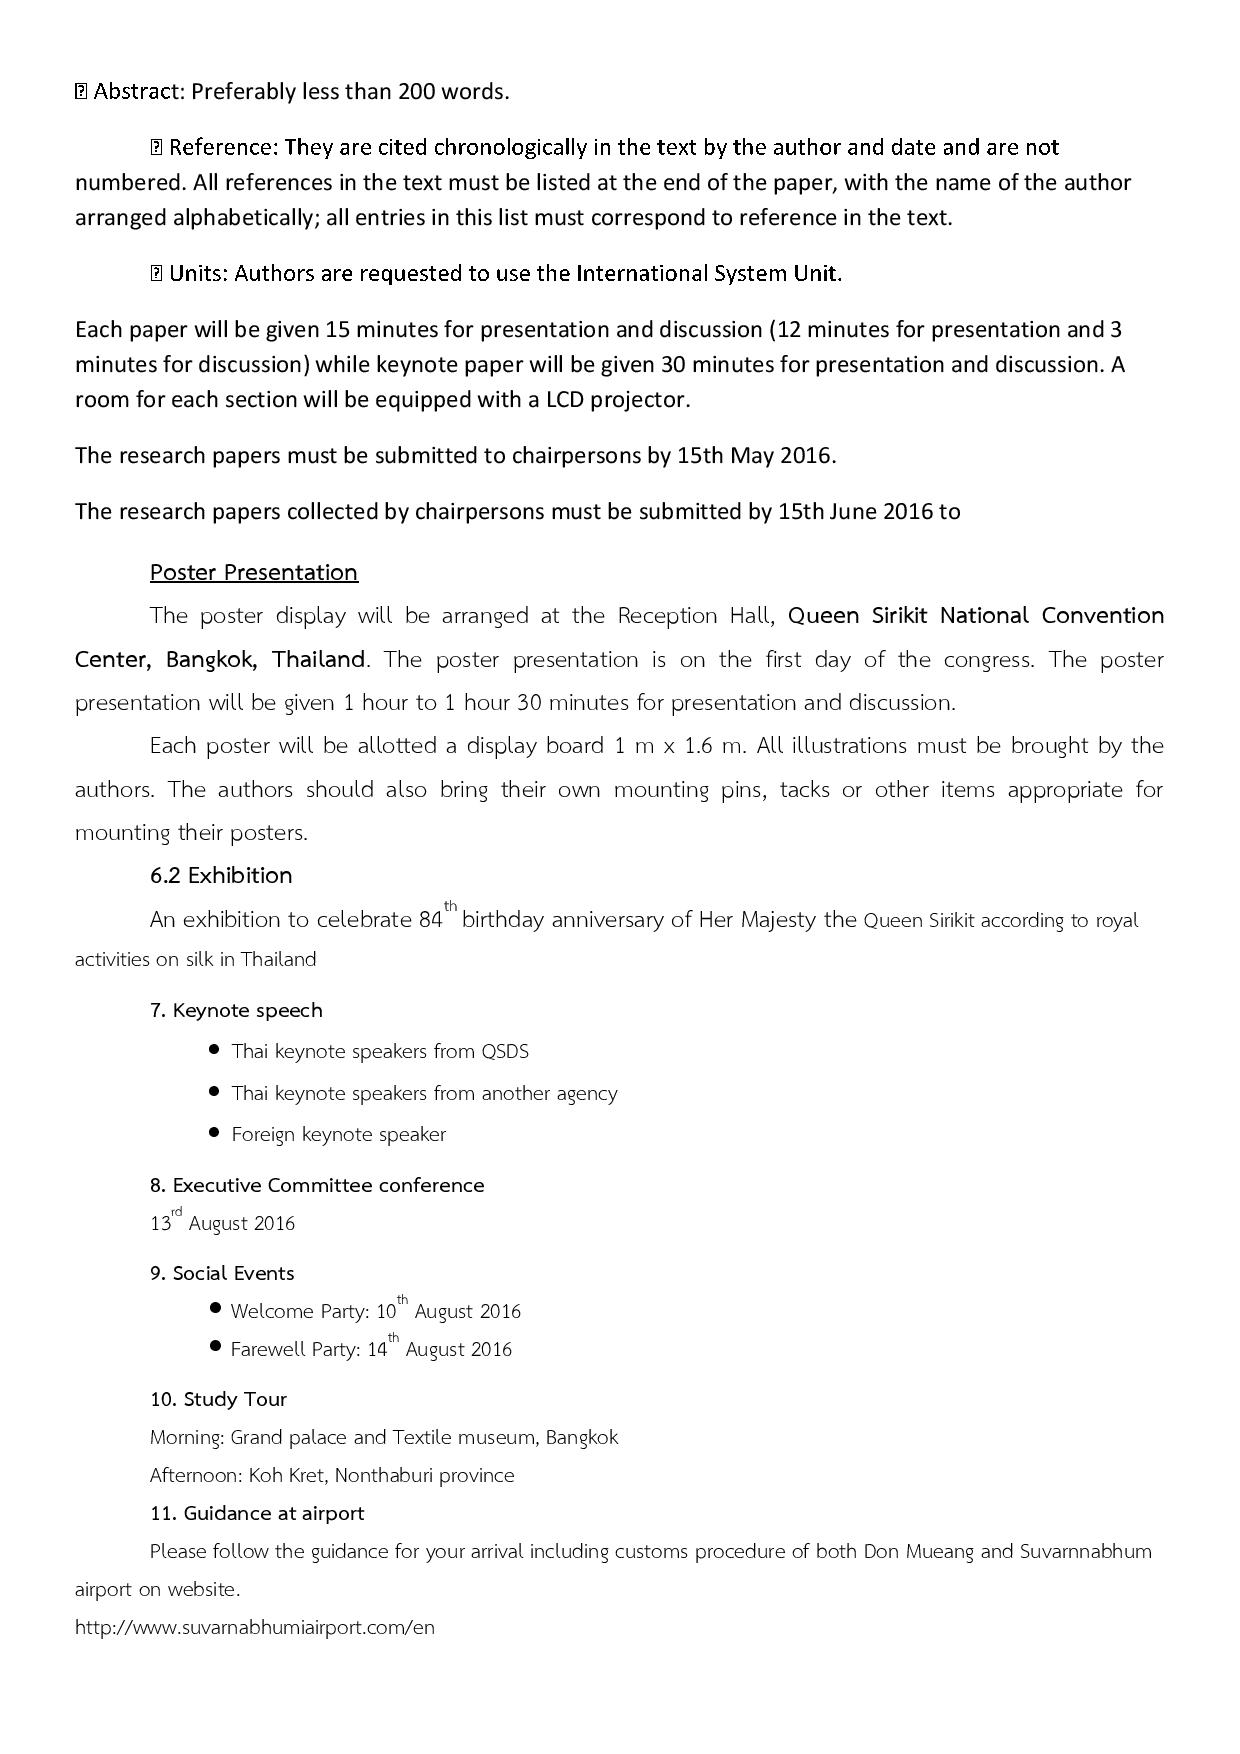 ⍰ Abstract: Preferably less than 200 words.
⍰ Reference: They are cited chronologically in the text by the author and date and are not
numbered. All references in the text must be listed at the end of the paper, with the name of the author
arranged alphabetically; all entries in this list must correspond to reference in the text.
⍰ Units: Authors are requested to use the International System Unit.
Each paper will be given 15 minutes for presentation and discussion (12 minutes for presentation and 3
minutes for discussion) while keynote paper will be given 30 minutes for presentation and discussion. A
room for each section will be equipped with a LCD projector.
The research papers must be submitted to chairpersons by 15th May 2016.
The research papers collected by chairpersons must be submitted by 15th June 2016 to
Poster Presentation
The poster display will be arranged at the Reception Hall, Queen Sirikit National Convention
Center, Bangkok, Thailand. The poster presentation is on the first day of the congress. The poster
presentation will be given 1 hour to 1 hour 30 minutes for presentation and discussion.
Each poster will be allotted a display board 1 m x 1.6 m. All illustrations must be brought by the
authors. The authors should also bring their own mounting pins, tacks or other items appropriate for
mounting their posters.
6.2 Exhibition
An exhibition to celebrate 84th birthday anniversary of Her Majesty the Queen Sirikit according to royal
activities on silk in Thailand
7. Keynote speech
• Thai keynote speakers from QSDS
• Thai keynote speakers from another agency
• Foreign keynote speaker
8. Executive Committee conference
13rd August 2016
9. Social Events
• Welcome Party: 10th August 2016
• Farewell Party: 14th August 2016
10. Study Tour
Morning: Grand palace and Textile museum, Bangkok
Afternoon: Koh Kret, Nonthaburi province
11. Guidance at airport
Please follow the guidance for your arrival including customs procedure of both Don Mueang and Suvarnnabhum
airport on website.
http://www.suvarnabhumiairport.com/en